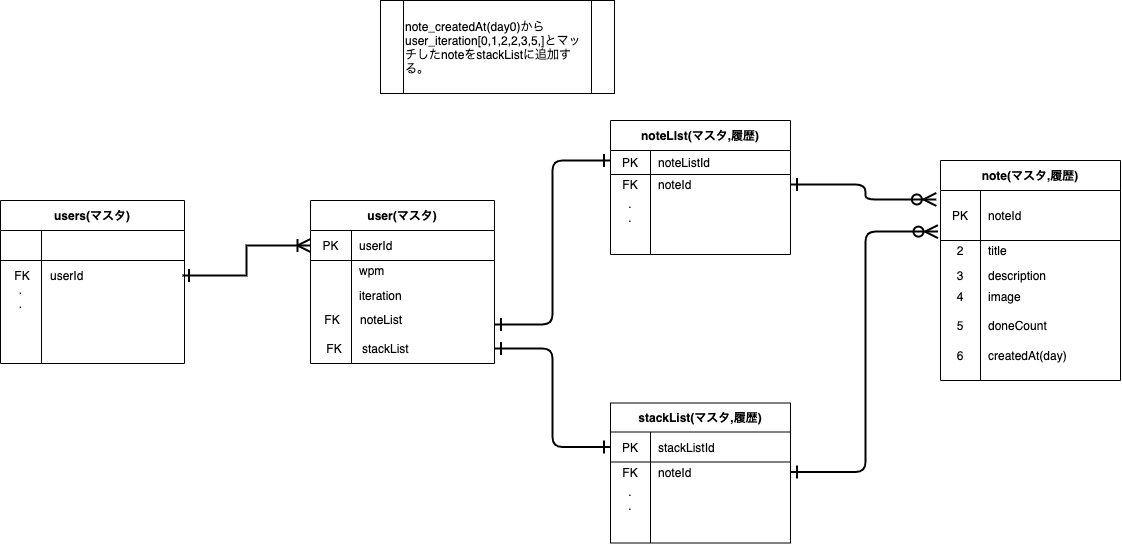 note_createdAt(day0)から
user_iteration[0,1,2,2,3,5,]とマッ
チしたnoteをstackListに追加す
る。
users(マスタ)
FK userId
.
.
user(マスタ)
PK userId
wpm
iteration
FK noteList
FK stackList
noteLIst(マスタ,履歴)
PK noteListId
FK noteId
.
.
stackList(マスタ,履歴)
PK stackListId
FK noteId
.
.
note(マスタ,履歴)
PK noteId
2 title
3 description
4 image
5 doneCount
6 createdAt(day)